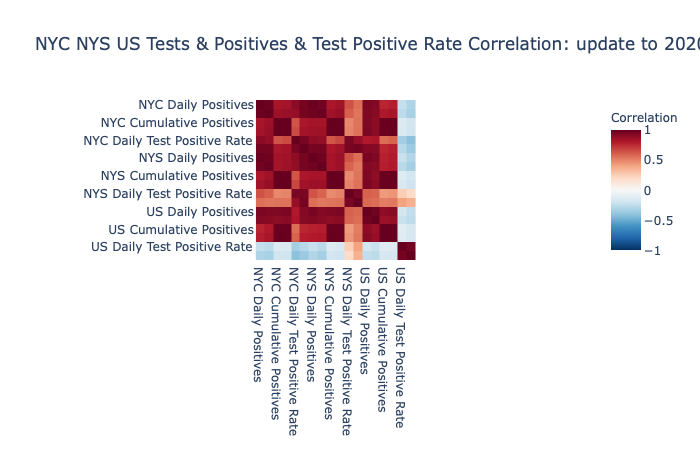 NYC NYS US Tests & Positives & Test Positive Rate Correlation: update to 202
NYC Daily Positives
NYC Cumulative Positives
NYC Daily Test Positive Rate
NYS Daily Positives
NYS Cumulative Positives
NYS Daily Test Positive Rate
US Daily Positives
US Cumulative Positives
US Daily Test Positive Rate
NYC Daily Positives
NYC Cumulative Positives
NYC Daily Test Positive Rate
NYS Daily Positives
NYS Cumulative Positives
NYS Daily Test Positive Rate
US Daily Positives
US Cumulative Positives
US Daily Test Positive Rate
Correlation
1
0.5
0
−0.5
−1